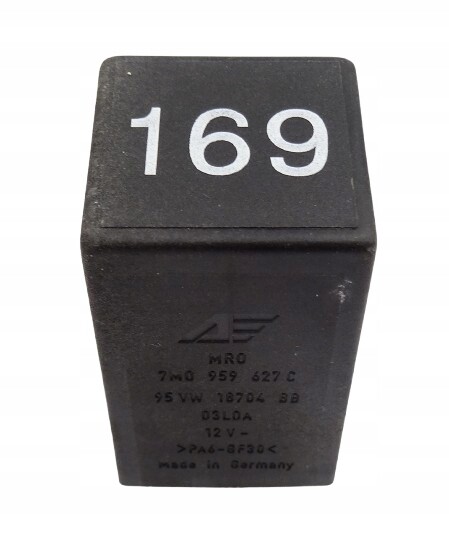 169
MRO
7M0 959 627 C
95VW 18704 BB
03L0A
12V-
>PA6-GF30<
made in Germany